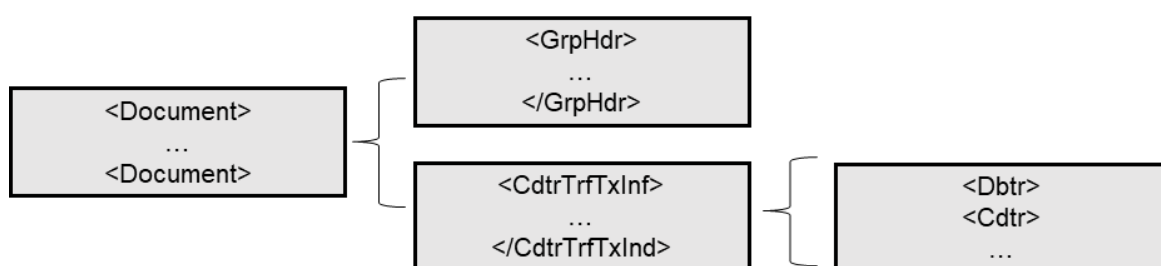 <Document>
…
<Document>
<GrpHdr>
…
</GrpHdr>
<CdtrTrfTxInf>
…
</CdtrTrfTxInd>
<Dbtr>
<Cdtr>
…